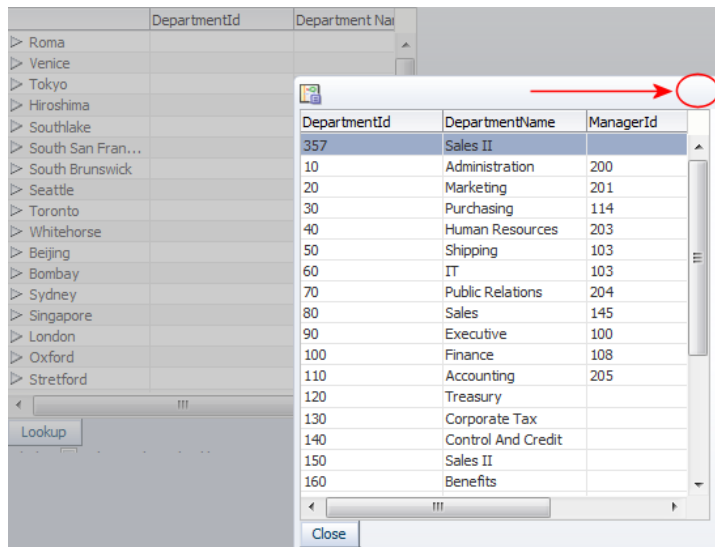 DepartmentId Department Nar
Roma
Venice
Tokyo
Hiroshima
Southlake
South San Fran...
South Brunswick
Seattle
Toronto
Whitehorse
Beijing
Bombay
Sydney
Singapore
London
Oxford
Stretford
Lookup
DepartmentId DepartmentName ManagerId
357 Sales II
10 Administration 200
20 Marketing 201
30 Purchasing 114
40 Human Resources 203
50 Shipping 103
60 IT 103
70 Public Relations 204
80 Sales 145
90 Executive 100
100 Finance 108
110 Accounting 205
120 Treasury
130 Corporate Tax
140 Control And Credit
150 Sales II
160 Benefits
Close